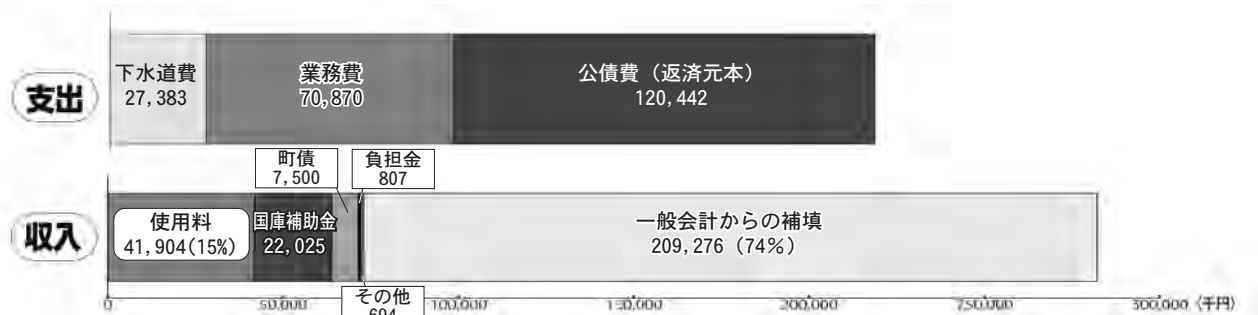 支出
下水道費
27,383
業務費
70,870
公債費（返済元本）
120,442
収入
使用料
41,904(15%)
国庫補助金
22,025
町債
7,500
負担金
807
その他
694
一般会計からの補填
209,276（74%）
0
50,000
100,000
150,000
200,000
250,000
300,000（千円）